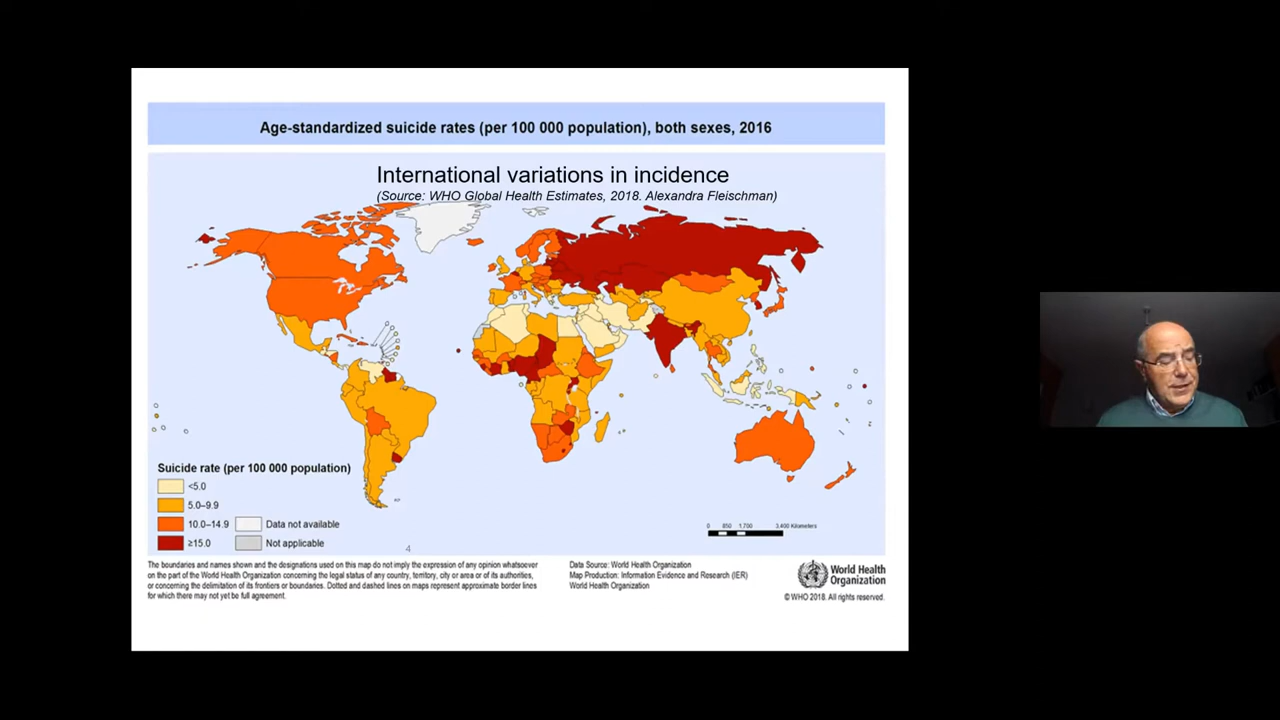 Age-standardized suicide rates (per 100 000 population), both sexes, 2016
International variations in incidence
(Source: WHO Global Health Estimates, 2018. Alexandra Fleischman)
Suicide rate (per 100 000 population)
<5.0
5.0–9.9
10.0–14.9
Data not available
≥15.0
Not applicable
4
0 850 1,700 3,400 Kilometers
The boundaries and names shown and the designations used on this map do not imply the expression of any opinion whatsoever
on the part of the World Health Organization concerning the legal status of any country, territory, city or area or of its authorities,
or concerning the delimitation of its frontiers or boundaries. Dotted and dashed lines on maps represent approximate border lines
for which there may not yet be full agreement.
Data Source: World Health Organization
Map Production: Information Evidence and Research (IER)
World Health Organization
World Health
Organization
© WHO 2018. All rights reserved.